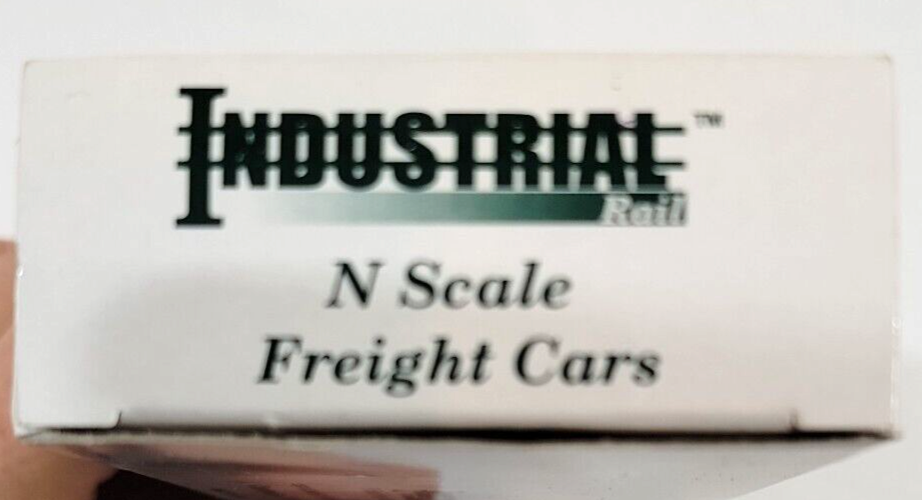 INDUSTRIAL™
Rail
N Scale
Freight Cars